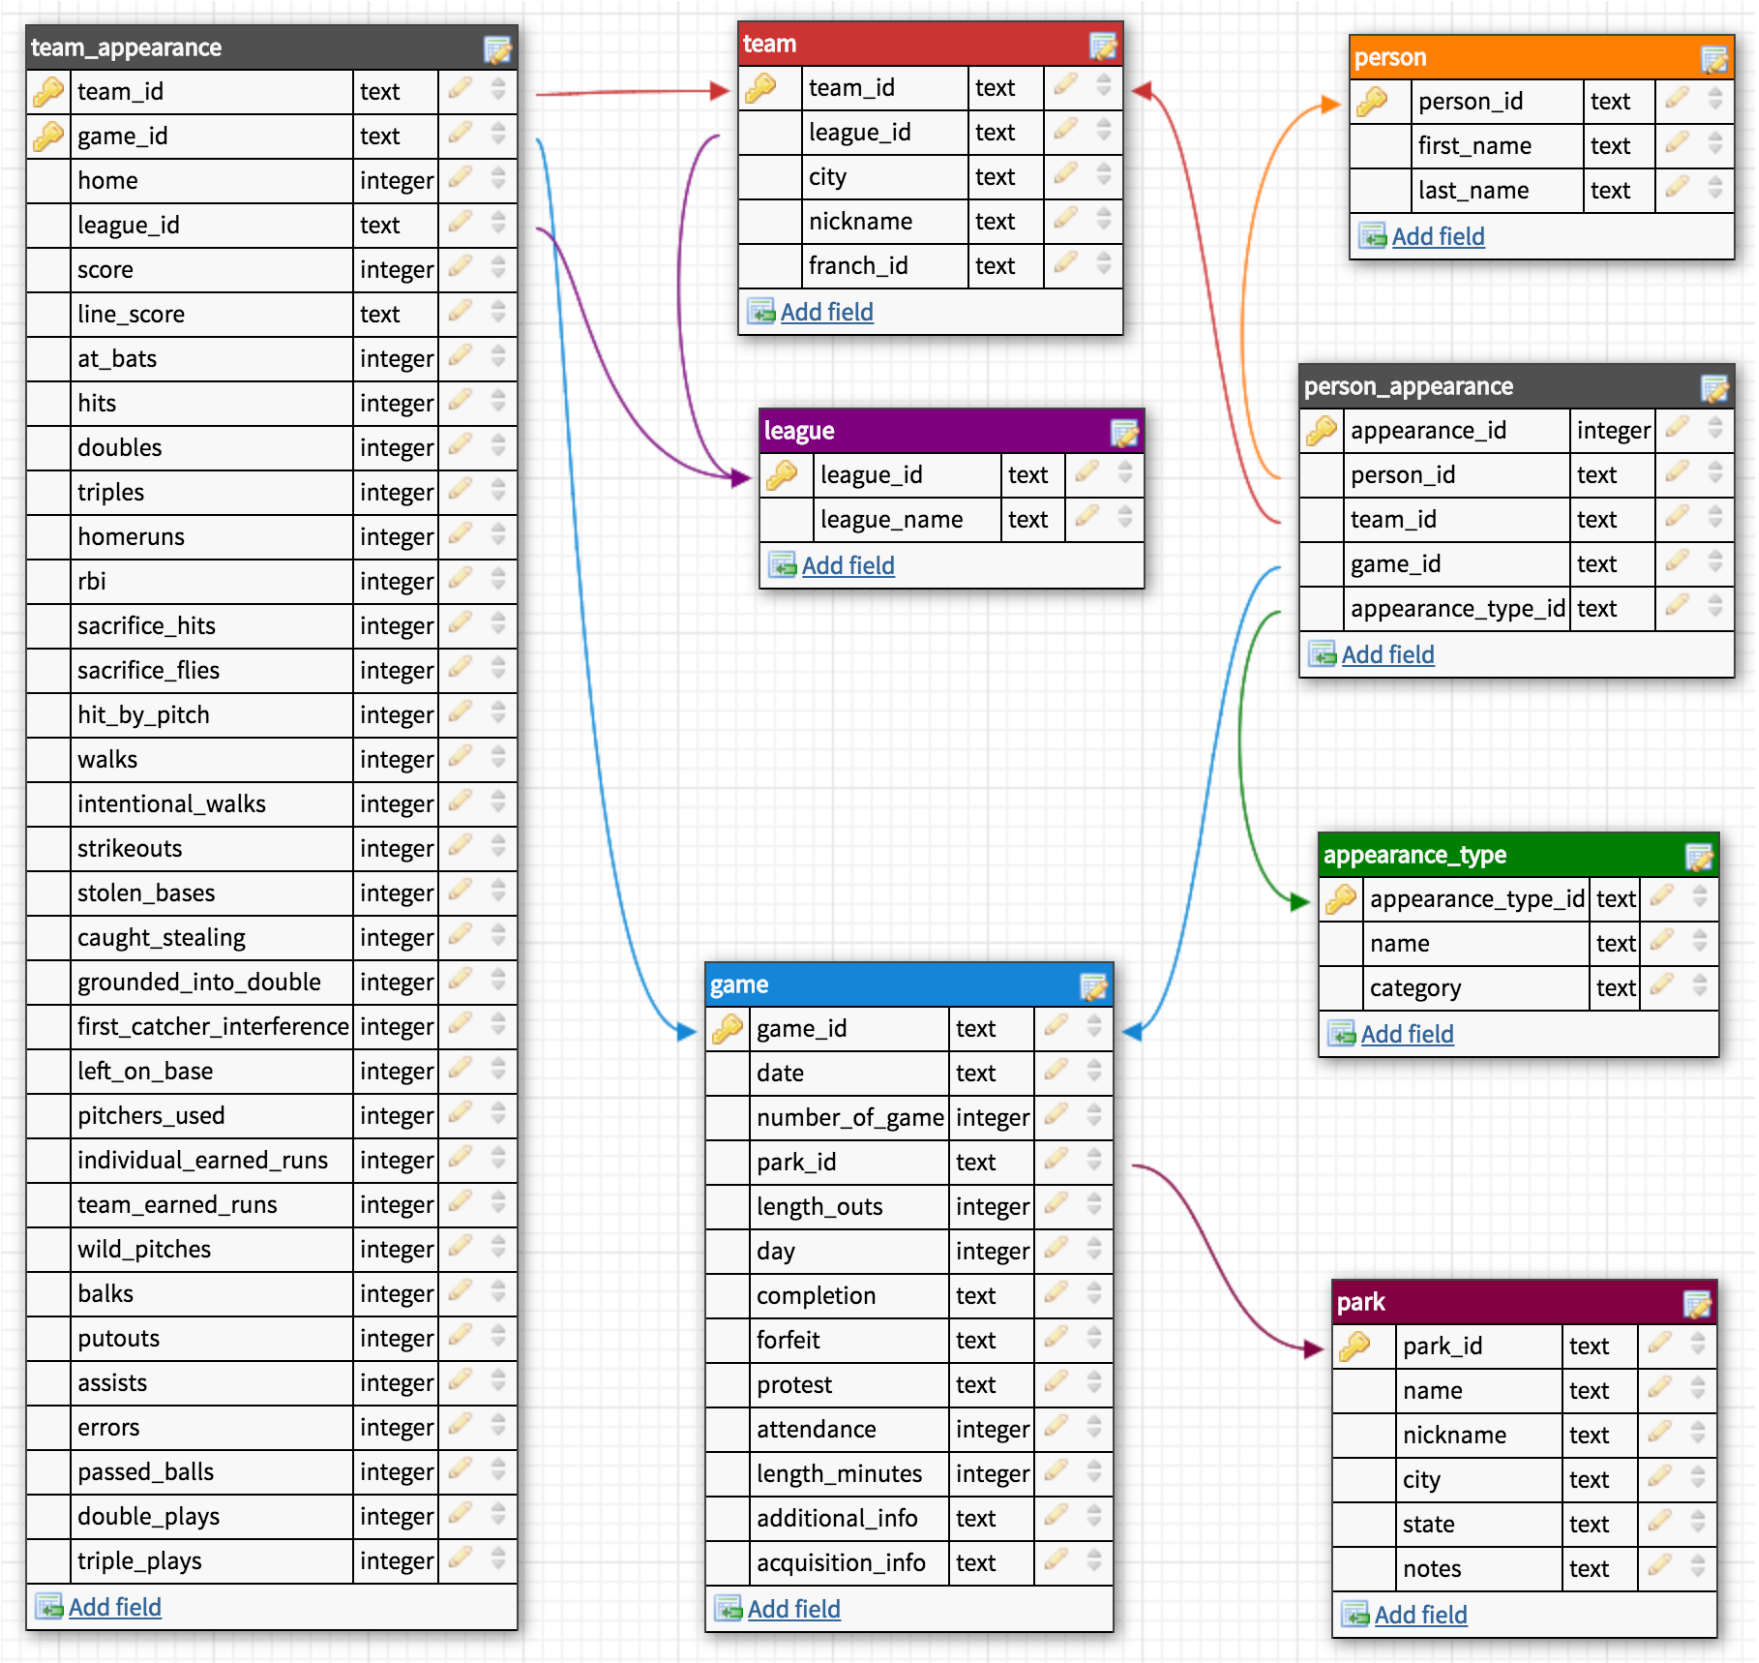 team_appearance
team_id text
game_id text
home integer
league_id text
score integer
line_score text
at_bats integer
hits integer
doubles integer
triples integer
homeruns integer
rbi integer
sacrifice_hits integer
sacrifice_flies integer
hit_by_pitch integer
walks integer
intentional_walks integer
strikeouts integer
stolen_bases integer
caught_stealing integer
grounded_into_double integer
first_catcher_interference integer
left_on_base integer
pitchers_used integer
individual_earned_runs integer
team_earned_runs integer
wild_pitches integer
balks integer
putouts integer
assists integer
errors integer
passed_balls integer
double_plays integer
triple_plays integer
Add field
team
team_id text
league_id text
city text
nickname text
franch_id text
Add field
league
league_id text
league_name text
Add field
game
game_id text
date text
number_of_game integer
park_id text
length_outs integer
day integer
completion text
forfeit text
protest text
attendance integer
length_minutes integer
additional_info text
acquisition_info text
Add field
person
person_id text
first_name text
last_name text
Add field
person_appearance
appearance_id integer
person_id text
team_id text
game_id text
appearance_type_id text
Add field
appearance_type
appearance_type_id text
name text
category text
Add field
park
park_id text
name text
nickname text
city text
state text
notes text
Add field